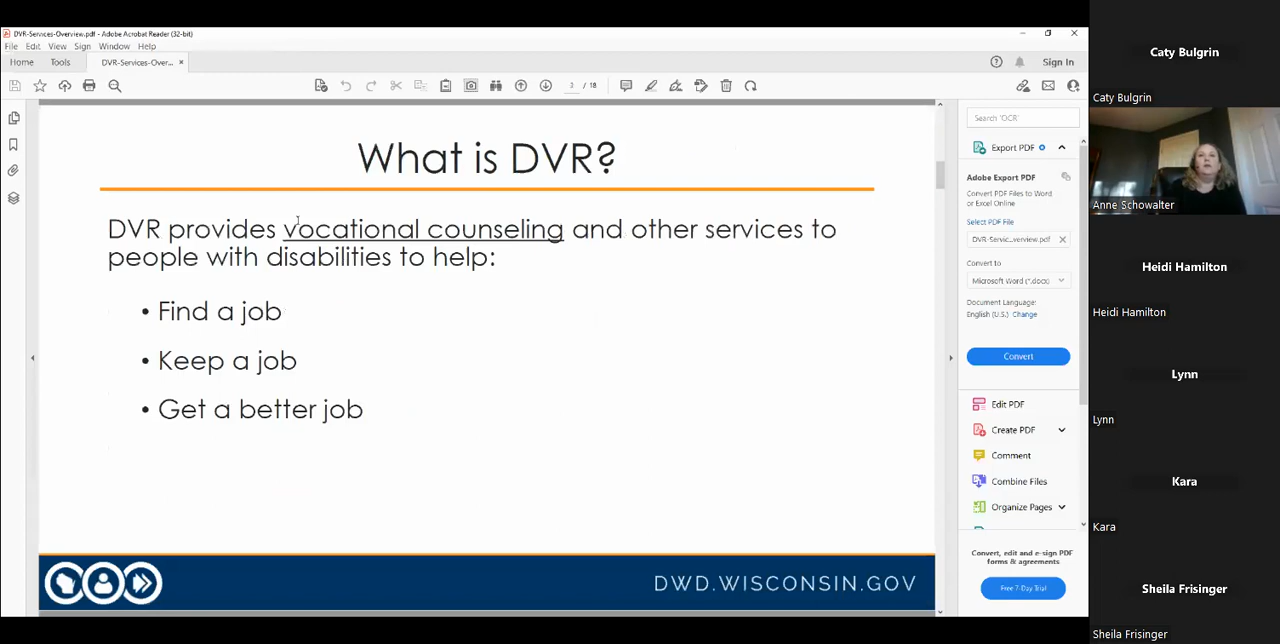 DVR-Services-Overview.pdf - Adobe Acrobat Reader (32-bit)
File Edit View Sign Window Help
Home Tools DVR-Services-Over... × Sign In
/ 18
What is DVR?
DVR provides vocational counseling and other services to
people with disabilities to help:
• Find a job
• Keep a job
• Get a better job
DWD.WISCONSIN.GOV
Search 'OCR'
Export PDF
Adobe Export PDF
Convert PDF Files to Word
or Excel Online
Select PDF File
DVR-Servic...verview.pdf
Convert to
Microsoft Word (*.docx)
Document Language:
English (U.S.) Change
Convert
Edit PDF
Create PDF
Comment
Combine Files
Organize Pages
Convert, edit and e-sign PDF
forms & agreements
Free 7-Day Trial
Caty Bulgrin
Caty Bulgrin
Anne Schowalter
Heidi Hamilton
Heidi Hamilton
Lynn
Lynn
Kara
Kara
Sheila Frisinger
Sheila Frisinger